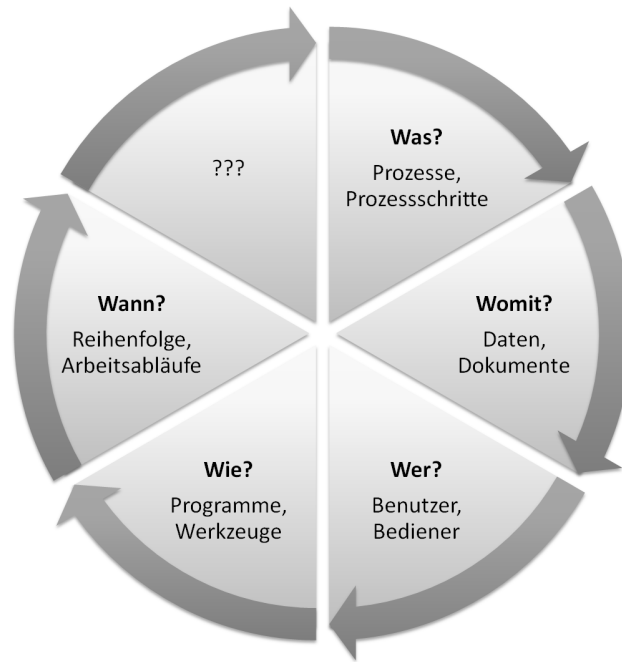 ???
Was?
Prozesse,
Prozessschritte
Womit?
Daten,
Dokumente
Wer?
Benutzer,
Bediener
Wie?
Programme,
Werkzeuge
Wann?
Reihenfolge,
Arbeitsabläufe